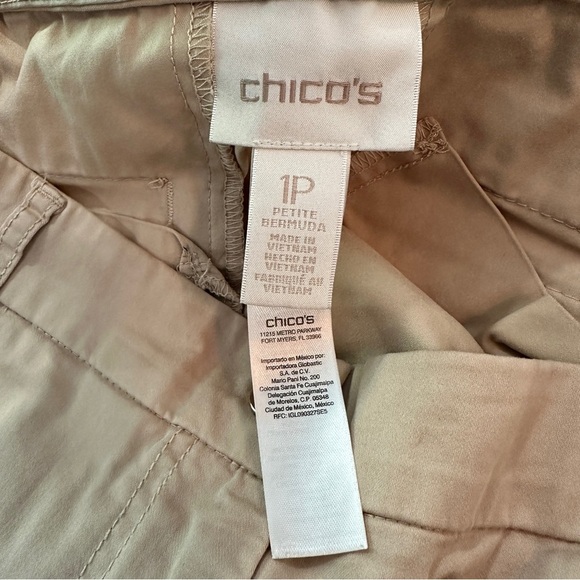 chico's
1P
PETITE
BERMUDA
MADE IN
VIETNAM
HECHO EN
VIETNAM
FABRIQUÉ AU
VIETNAM
chico's
11215 METRO PARKWAY
FORT MYERS, FL 33966
Importado en México por:
Importadora Globastic
S.A. de C.V.
Mario Pani No. 200
Colonia Santa Fe Cuajimalpa
Delegación Cuajimalpa
de Morelos, C.P. 05348
Ciudad de México, México
RFC: IGL090327SE5